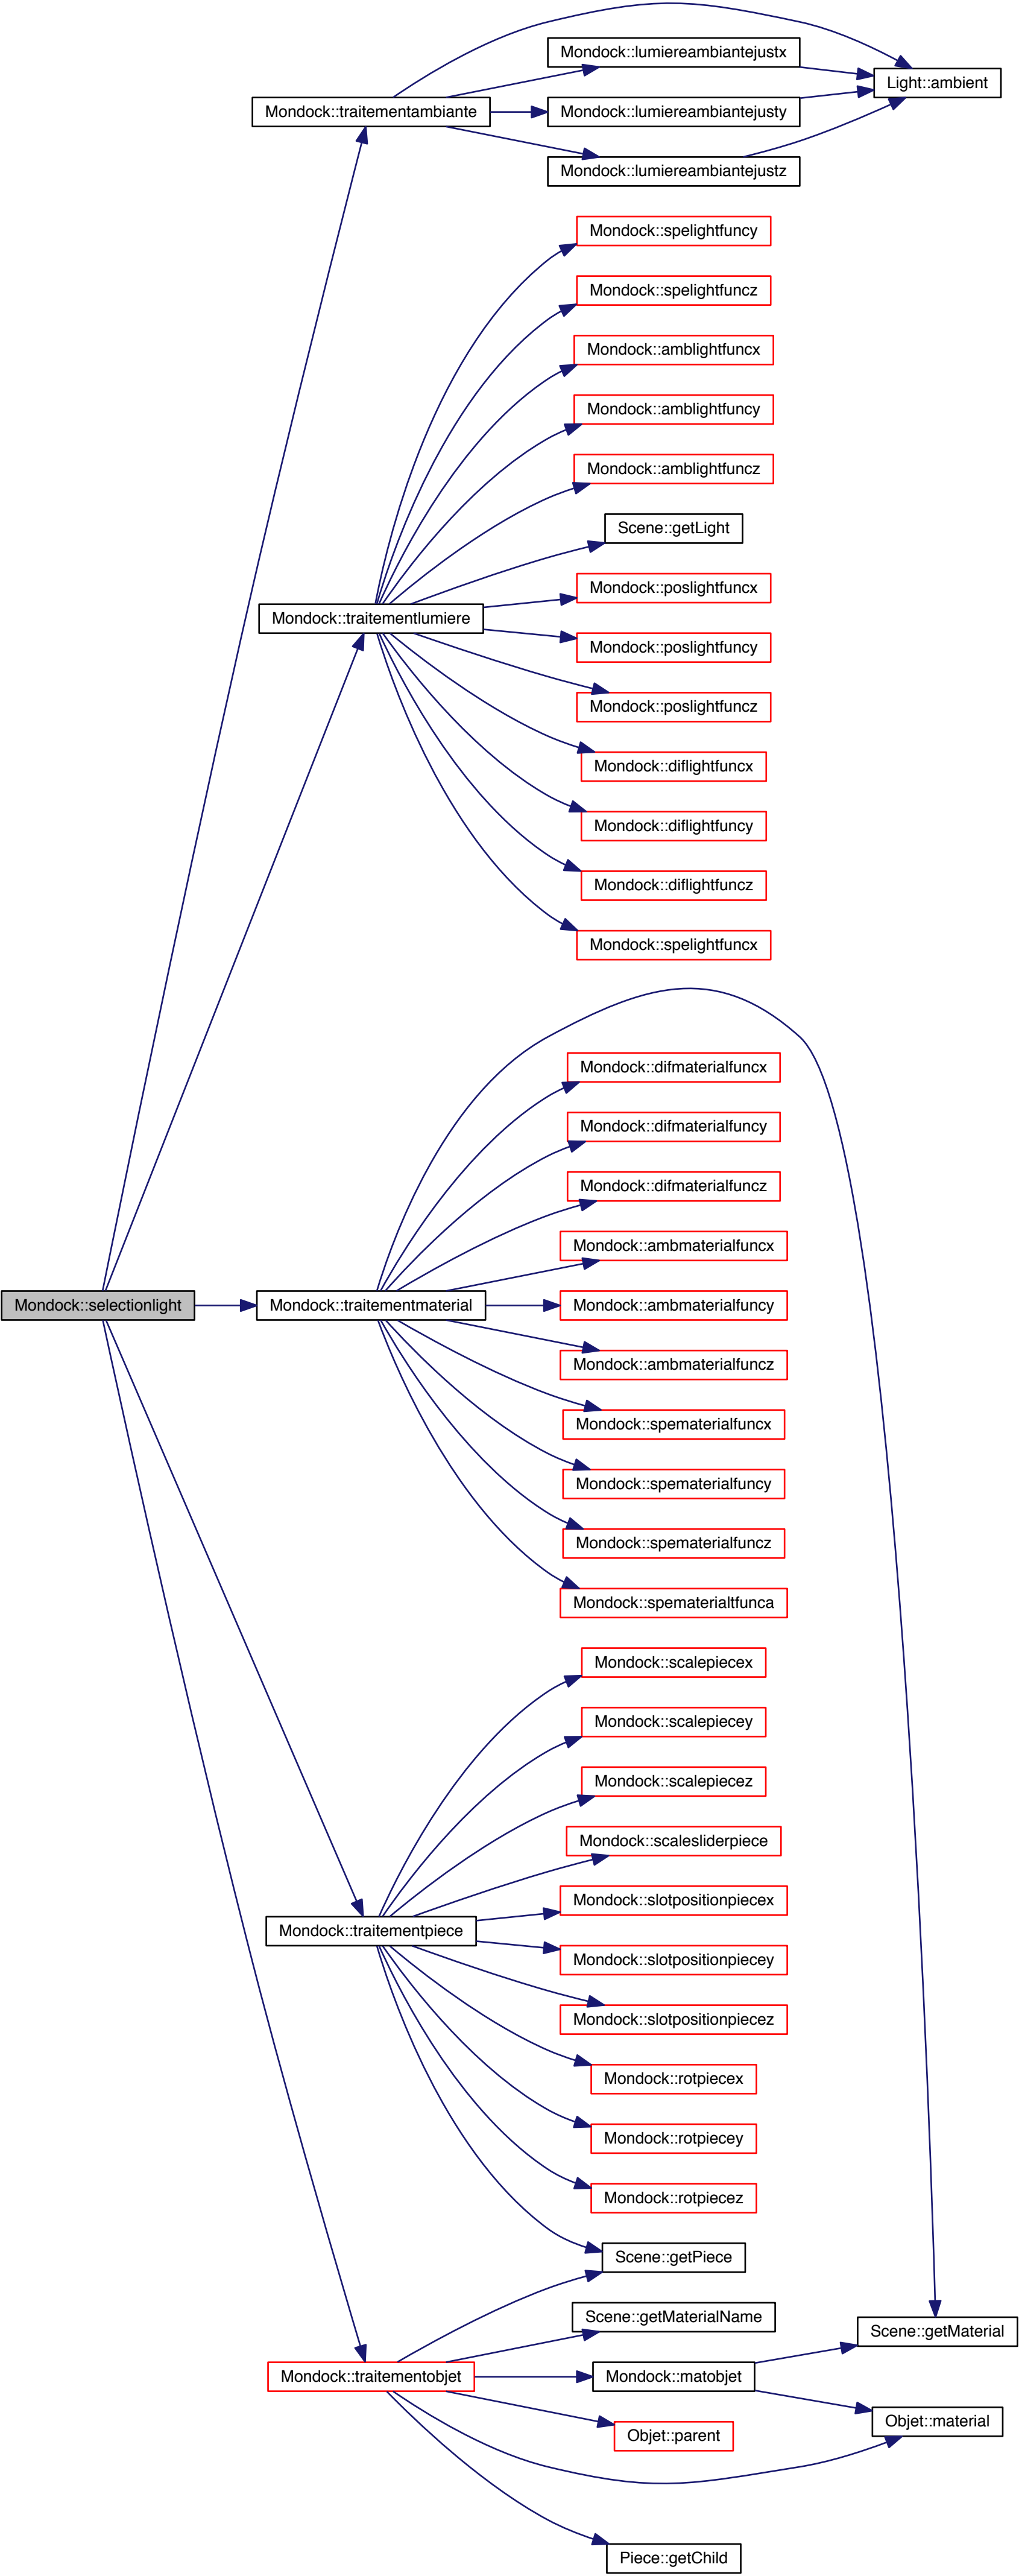 Mondock::lumiereambiantejustx
Light::ambient
Mondock::traitementambiante
Mondock::lumiereambiantejusty
Mondock::lumiereambiantejustz
Mondock::spelightfuncy
Mondock::spelightfuncz
Mondock::amblightfuncx
Mondock::amblightfuncy
Mondock::amblightfuncz
Scene::getLight
Mondock::poslightfuncx
Mondock::traitementlumiere
Mondock::poslightfuncy
Mondock::poslightfuncz
Mondock::diflightfuncx
Mondock::diflightfuncy
Mondock::diflightfuncz
Mondock::spelightfuncx
Mondock::difmaterialfuncx
Mondock::difmaterialfuncy
Mondock::difmaterialfuncz
Mondock::ambmaterialfuncx
Mondock::selectionlight
Mondock::traitementmaterial
Mondock::ambmaterialfuncy
Mondock::ambmaterialfuncz
Mondock::spematerialfuncx
Mondock::spematerialfuncy
Mondock::spematerialfuncz
Mondock::spematerialtfunca
Mondock::scalepiecex
Mondock::scalepiecey
Mondock::scalepiecez
Mondock::scalesliderpiece
Mondock::slotpositionpiecex
Mondock::traitementpiece
Mondock::slotpositionpiecey
Mondock::slotpositionpiecez
Mondock::rotpiecex
Mondock::rotpiecey
Mondock::rotpiecez
Scene::getPiece
Scene::getMaterialName
Scene::getMaterial
Mondock::traitementobjet
Mondock::matobjet
Objet::material
Objet::parent
Piece::getChild